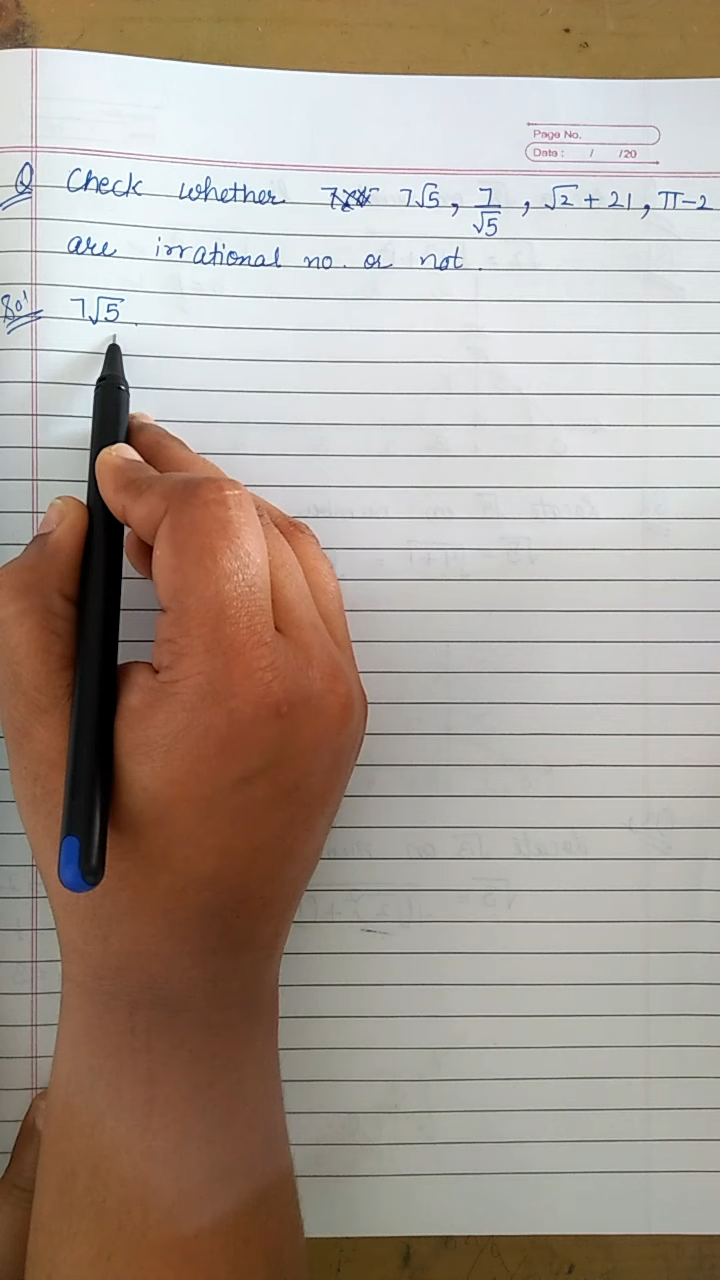 Page No.
Date : / /20
Q Check whether 7√5, 7/√5, √2 + 21, π-2
are irrational no. or not.
Sol 7√5.